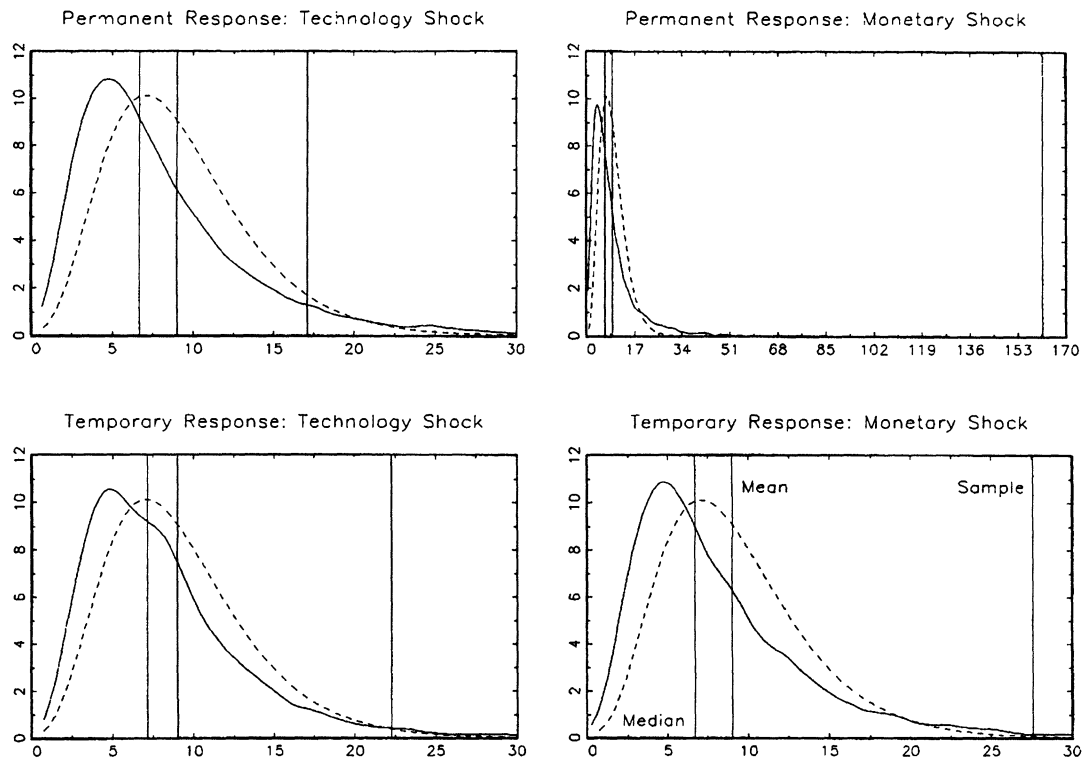 Permanent Response: Technology Shock
Permanent Response: Monetary Shock
12
10
8
6
4
2
0
0 5 10 15 20 25 30
12
10
8
6
4
2
0
0 17 34 51 68 85 102 119 136 153 170
Temporary Response: Technology Shock
Temporary Response: Monetary Shock
12
10
8
6
4
2
0
0 5 10 15 20 25 30
12
10
8
6
4
2
0
Mean
Sample
Median
0 5 10 15 20 25 30